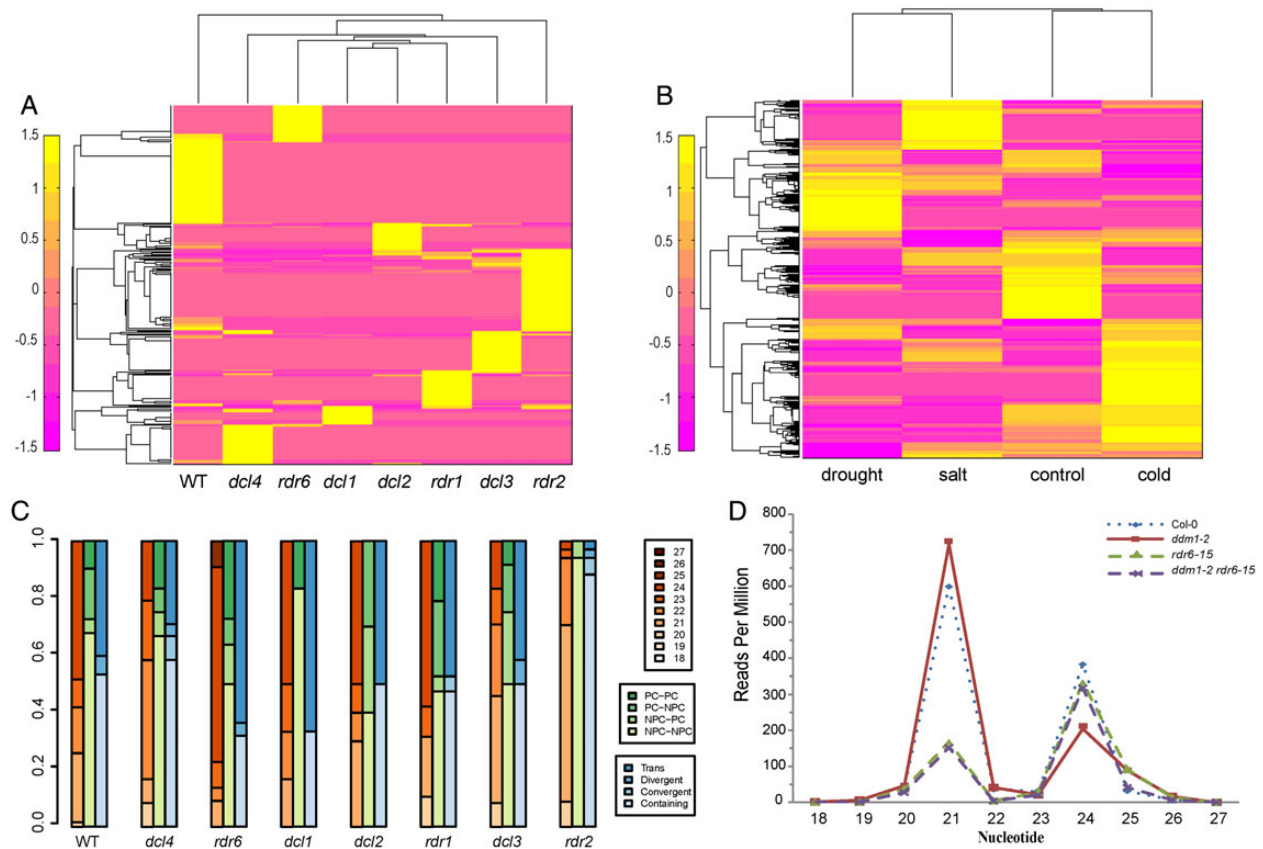 A
1.5
1
0.5
0
-0.5
-1
-1.5
WT dcl4 rdr6 dcl1 dcl2 rdr1 dcl3 rdr2
B
1.5
1
0.5
0
-0.5
-1
-1.5
drought salt control cold
C
1.0
0.8
0.6
0.4
0.2
0.0
WT dcl4 rdr6 dcl1 dcl2 rdr1 dcl3 rdr2
27
26
25
24
23
22
21
20
19
18
PC-PC
PC-NPC
NPC-PC
NPC-NPC
Trans
Divergent
Convergent
Containing
D
Reads Per Million
800
700
600
500
400
300
200
100
0
18 19 20 21 22 23 24 25 26 27
Nucleotide
Col-0
ddm1-2
rdr6-15
ddm1-2 rdr6-15